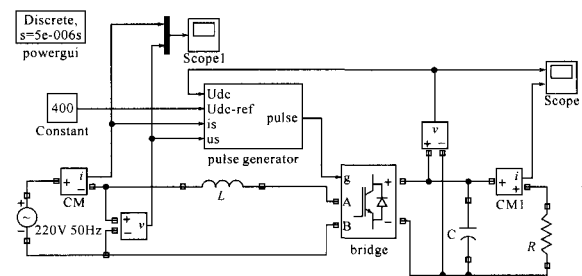 Discrete,
s=5e-006s
powergui
Scope1
400
Constant
Udc
Udc-ref
is
us
pulse
pulse generator
v
+ −
Scope
+ i
−
CM
L
g
A
B
+
−
bridge
+ i
+
CM1
+
−
220V 50Hz
+
−
v
C
R